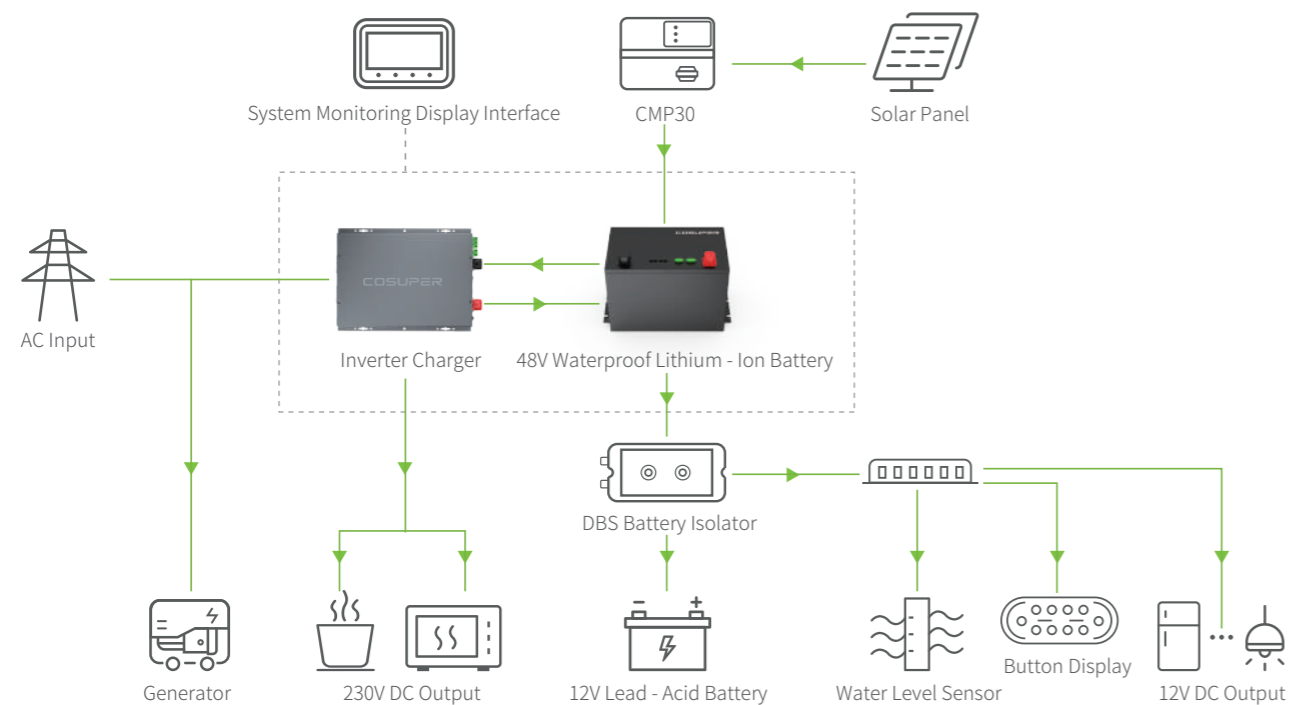 System Monitoring Display Interface
CMP30
Solar Panel
COSUPER
COSUPER
AC Input
Inverter Charger
48V Waterproof Lithium - Ion Battery
DBS Battery Isolator
Button Display
Generator
230V DC Output
12V Lead - Acid Battery
Water Level Sensor
12V DC Output